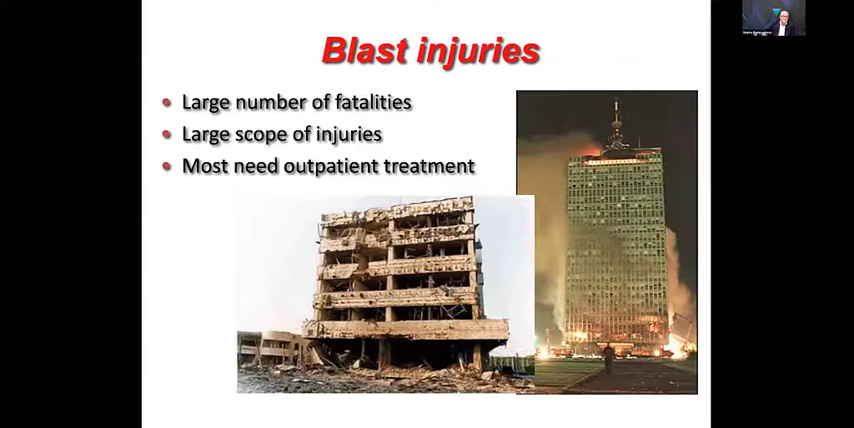 Blast injuries
Large number of fatalities
Large scope of injuries
Most need outpatient treatment